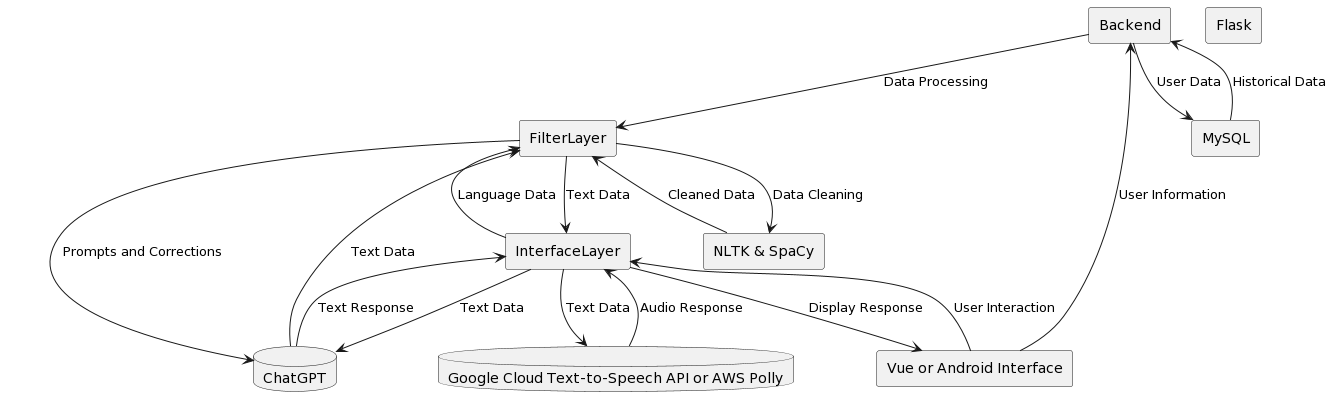 Backend
Flask
Data Processing
User Data
Historical Data
FilterLayer
MySQL
Language Data
Text Data
Cleaned Data
Data Cleaning
User Information
Prompts and Corrections
Text Data
InterfaceLayer
NLTK & SpaCy
Text Response
Text Data
Text Data
Audio Response
Display Response
User Interaction
ChatGPT
Google Cloud Text-to-Speech API or AWS Polly
Vue or Android Interface